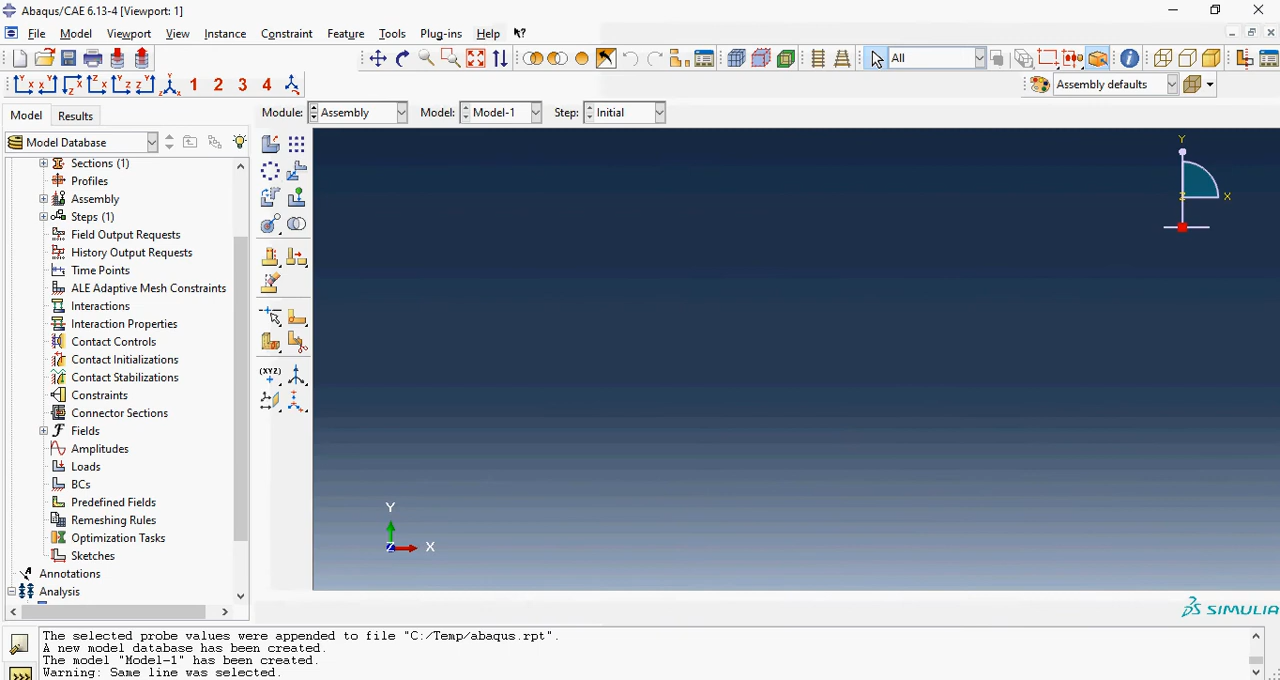 Abaqus/CAE 6.13-4 [Viewport: 1]
File Model Viewport View Instance Constraint Feature Tools Plug-ins Help
All
1 2 3 4
Assembly defaults
Model Results
Module: Assembly Model: Model-1 Step: Initial
Model Database
Sections (1)
Profiles
Assembly
Steps (1)
Field Output Requests
History Output Requests
Time Points
ALE Adaptive Mesh Constraints
Interactions
Interaction Properties
Contact Controls
Contact Initializations
Contact Stabilizations
Constraints
Connector Sections
Fields
Amplitudes
Loads
BCs
Predefined Fields
Remeshing Rules
Optimization Tasks
Sketches
Annotations
Analysis
(XYZ)
Y
Z X
Y
Z X
SIMULIA
The selected probe values were appended to file "C:/Temp/abaqus.rpt".
A new model database has been created.
The model "Model-1" has been created.
Warning: Same line was selected.
>>>